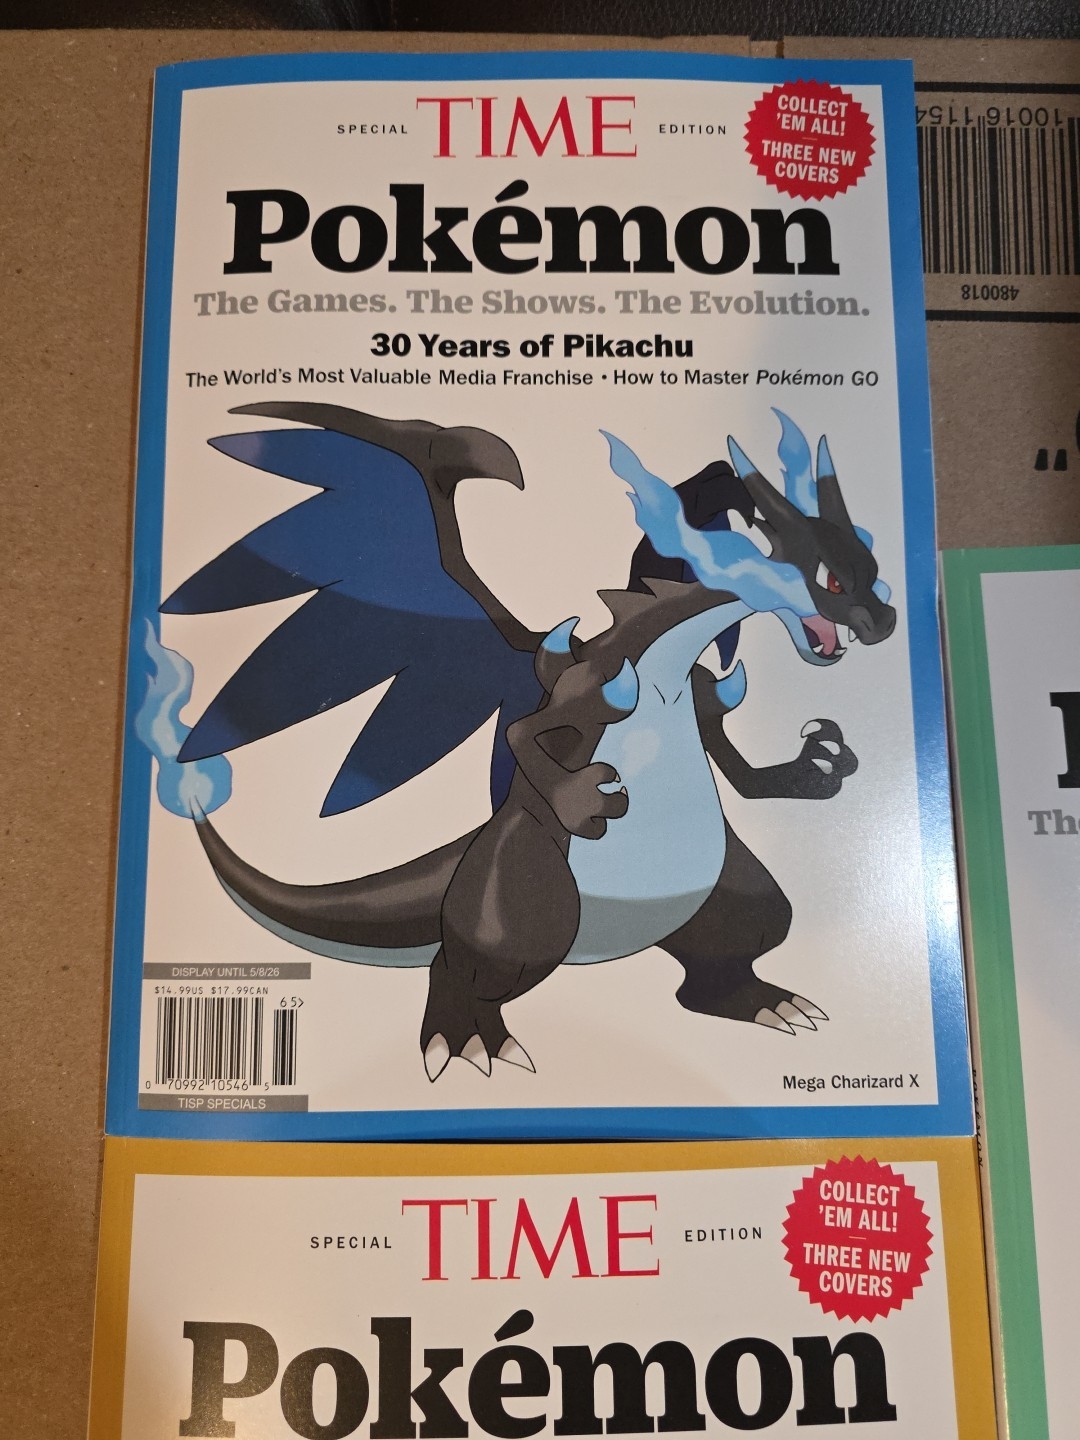 SPECIAL TIME EDITION
COLLECT
'EM ALL!
THREE NEW
COVERS
Pokémon
The Games. The Shows. The Evolution.
30 Years of Pikachu
The World's Most Valuable Media Franchise • How to Master Pokémon GO
DISPLAY UNTIL 5/8/26
$14.99US $17.99CAN
65>
0 70992 10546 5
TISP SPECIALS
Mega Charizard X
480018
Th
SPECIAL TIME EDITION
COLLECT
'EM ALL!
THREE NEW
COVERS
Pokémon